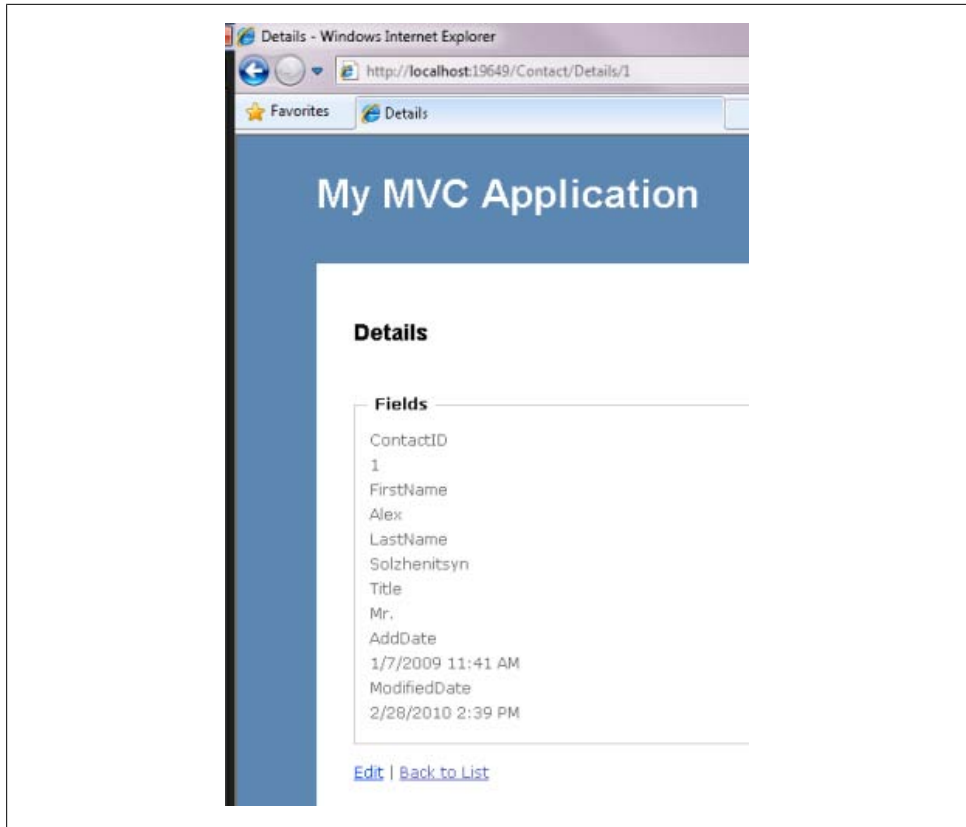 Details - Windows Internet Explorer
http://localhost:19649/Contact/Details/1
Favorites Details
My MVC Application
Details
Fields
ContactID
1
FirstName
Alex
LastName
Solzhenitsyn
Title
Mr.
AddDate
1/7/2009 11:41 AM
ModifiedDate
2/28/2010 2:39 PM
Edit | Back to List